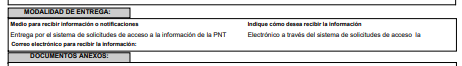 MODALIDAD DE ENTREGA:
Medio para recibir información o notificaciones
Indique cómo desea recibir la información
Entrega por el sistema de solicitudes de acceso a la información de la PNT
Electrónico a través del sistema de solicitudes de acceso la
Correo electrónico para recibir la información:
DOCUMENTOS ANEXOS: